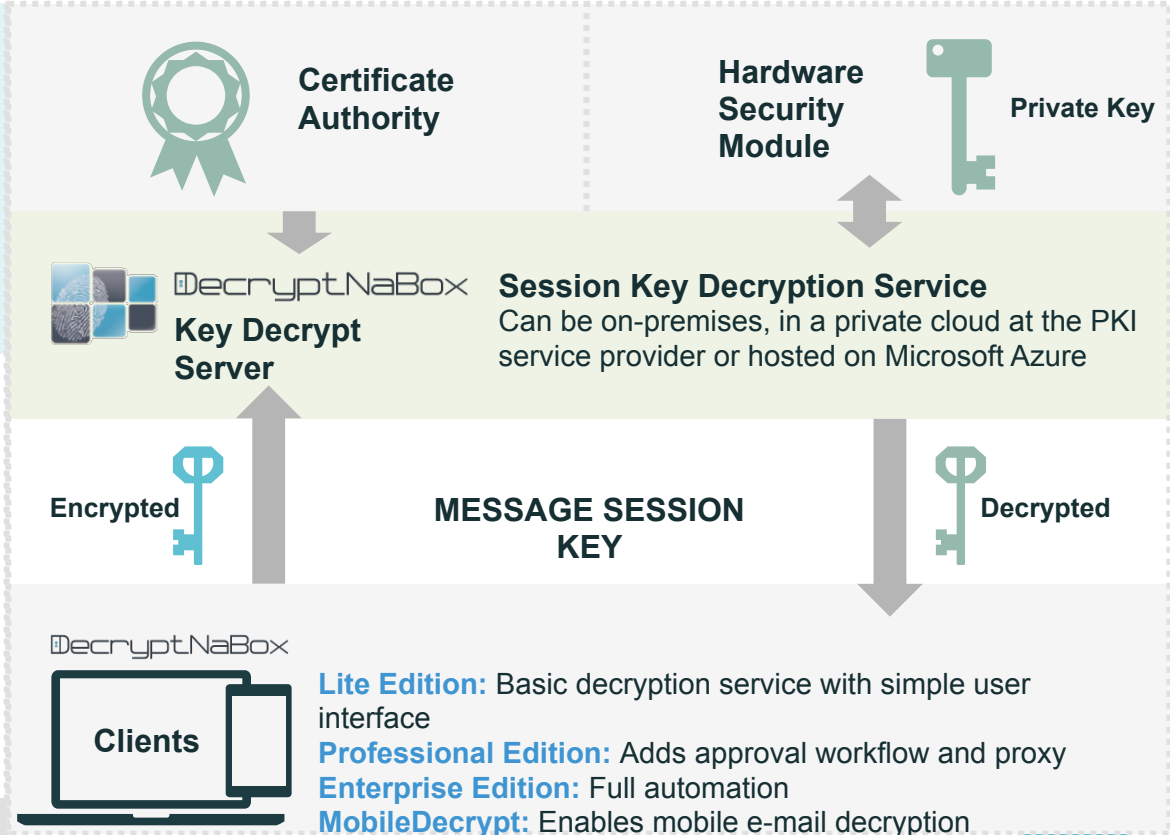 Certificate
Authority
Hardware
Security
Module
Private Key
DecryptNaBox
Key Decrypt
Server
Session Key Decryption Service
Can be on-premises, in a private cloud at the PKI
service provider or hosted on Microsoft Azure
Encrypted
MESSAGE SESSION
KEY
Decrypted
DecryptNaBox
Clients
Lite Edition: Basic decryption service with simple user
interface
Professional Edition: Adds approval workflow and proxy
Enterprise Edition: Full automation
MobileDecrypt: Enables mobile e-mail decryption